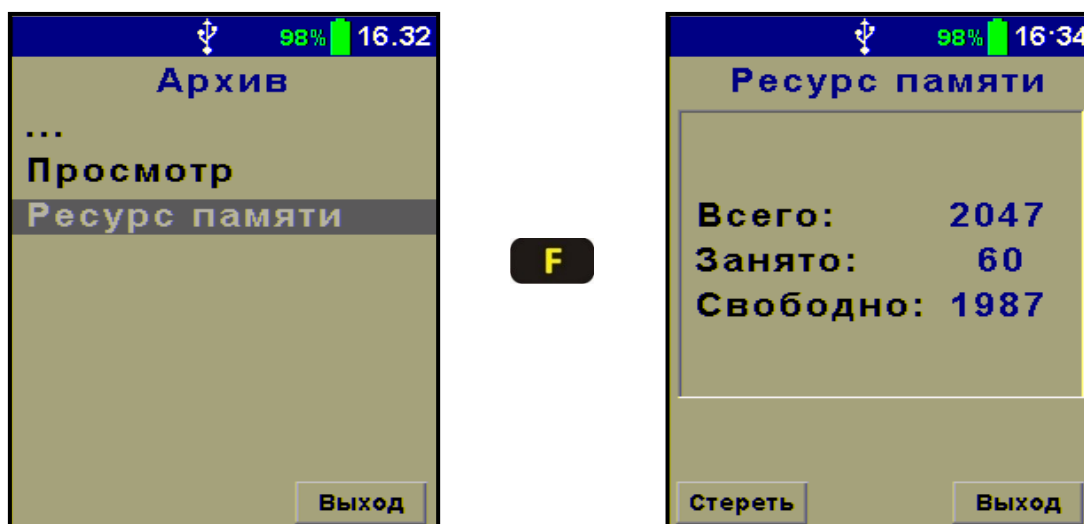 98% 16.32
Архив
...
Просмотр
Ресурс памяти
Выход
F
98% 16:34
Ресурс памяти
Всего: 2047
Занято: 60
Свободно: 1987
Стереть Выход